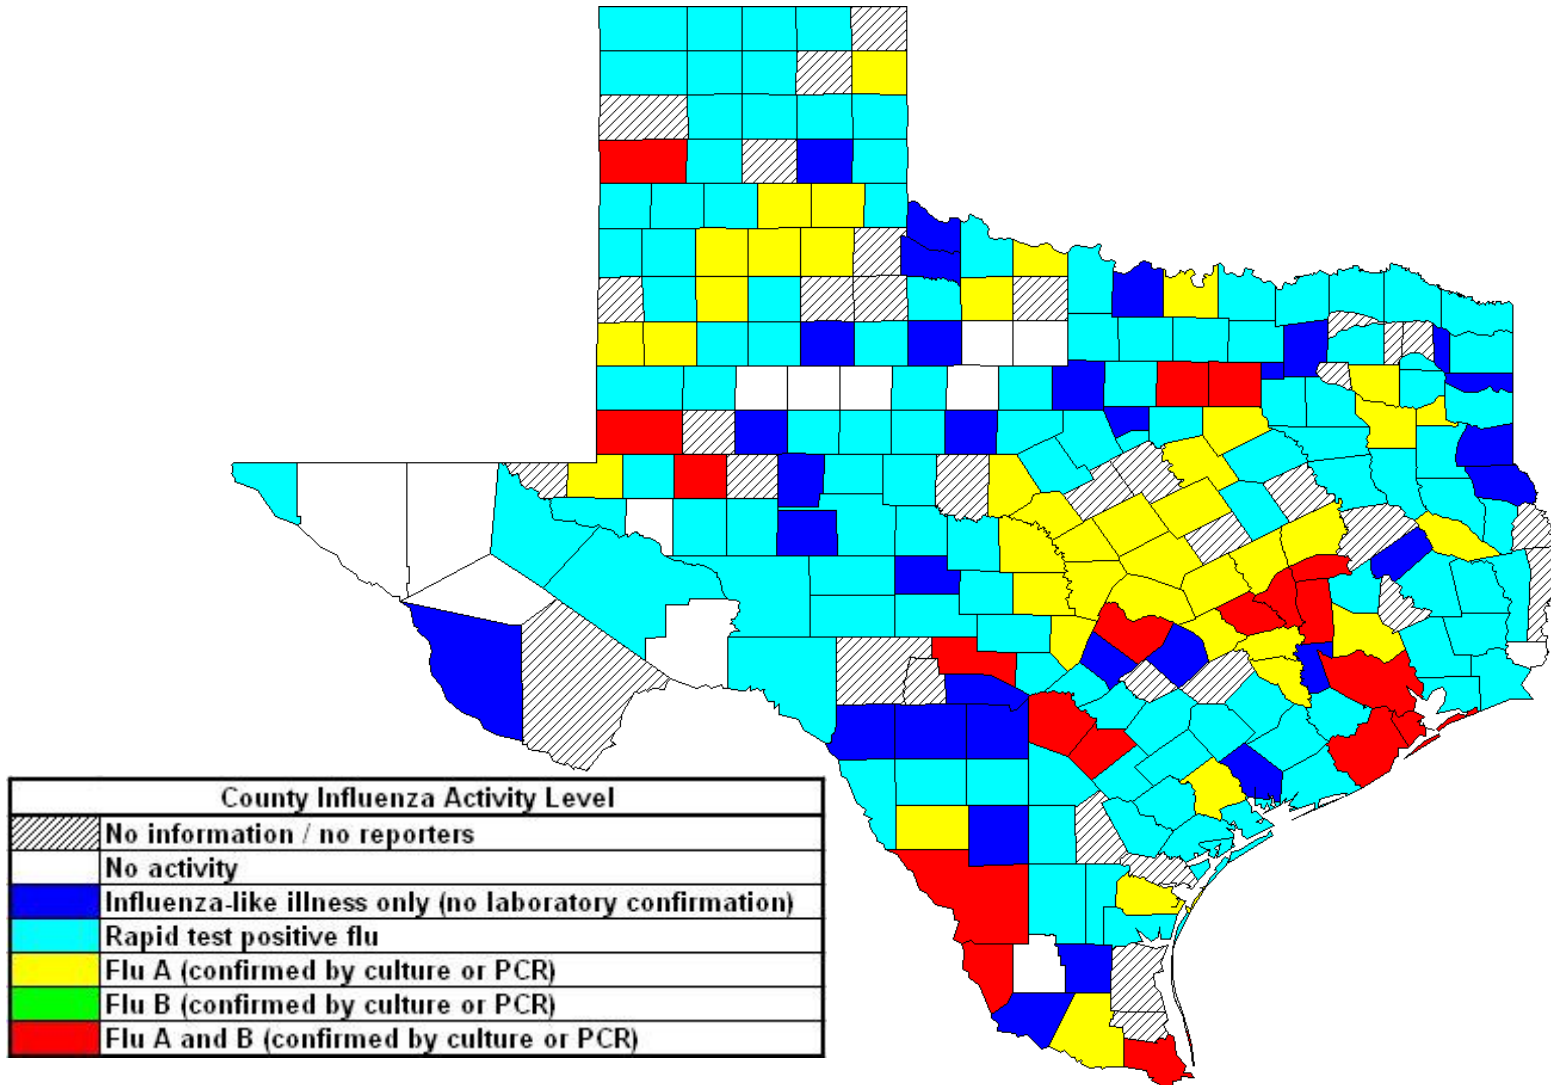 County Influenza Activity Level
No information / no reporters
No activity
Influenza-like illness only (no laboratory confirmation)
Rapid test positive flu
Flu A (confirmed by culture or PCR)
Flu B (confirmed by culture or PCR)
Flu A and B (confirmed by culture or PCR)